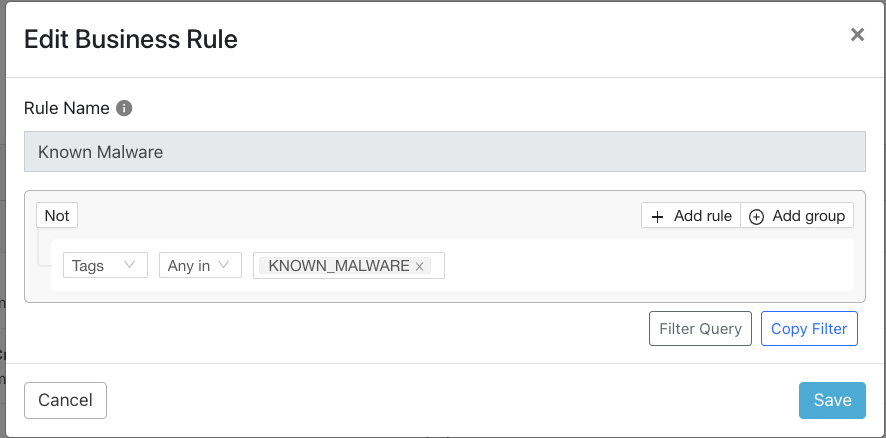 Edit Business Rule
Rule Name
Known Malware
Not Add rule Add group
Tags Any in KNOWN_MALWARE
Filter Query Copy Filter
Cancel Save